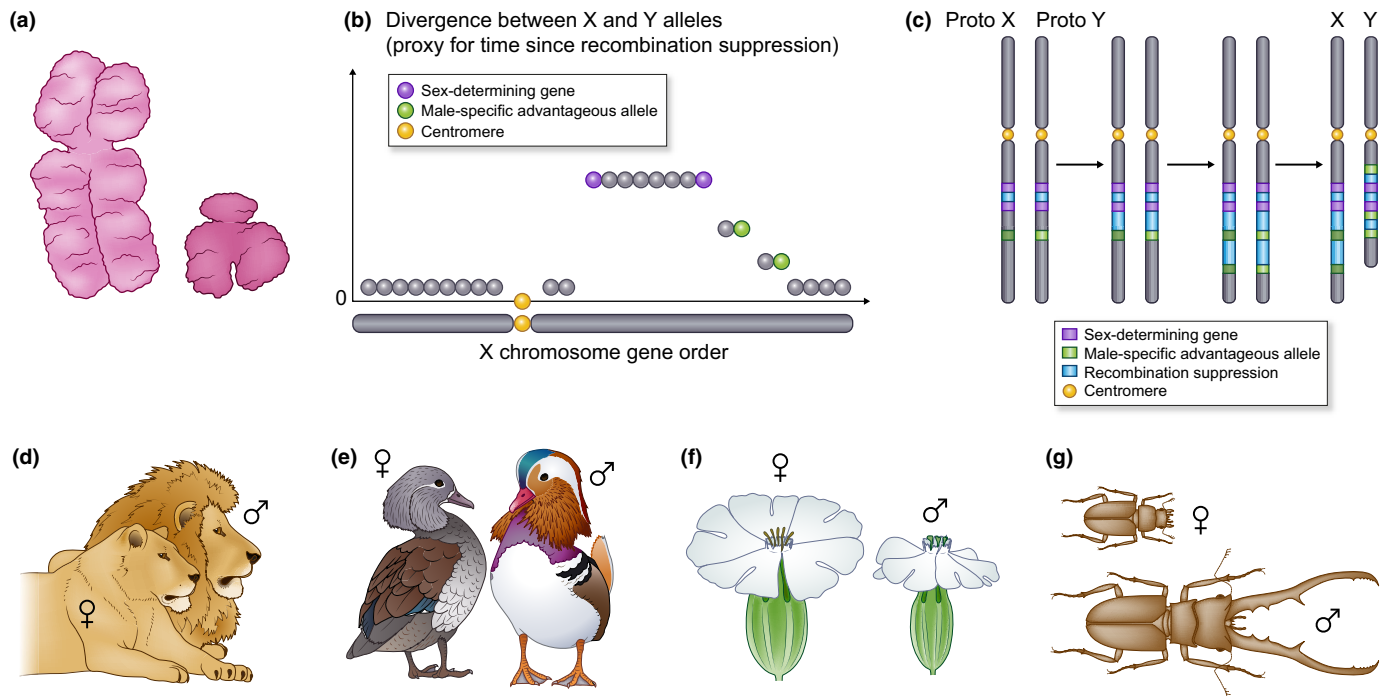 (a)
(b) Divergence between X and Y alleles
(proxy for time since recombination suppression)
Sex-determining gene
Male-specific advantageous allele
Centromere
0
X chromosome gene order
(c) Proto X Proto Y X Y
Sex-determining gene
Male-specific advantageous allele
Recombination suppression
Centromere
(d)
♂
♀
(e) ♀ ♂
(f) ♀
♂
(g)
♀
♂